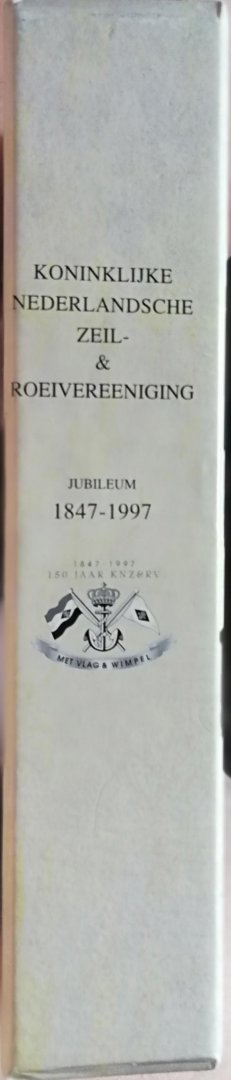 KONINKLIJKE
NEDERLANDSCHE
ZEIL-
&
ROEIVEREENIGING
JUBILEUM
1847-1997
1847 1997
150 JAAR KNZ&RV
MET VLAG & WIMPEL